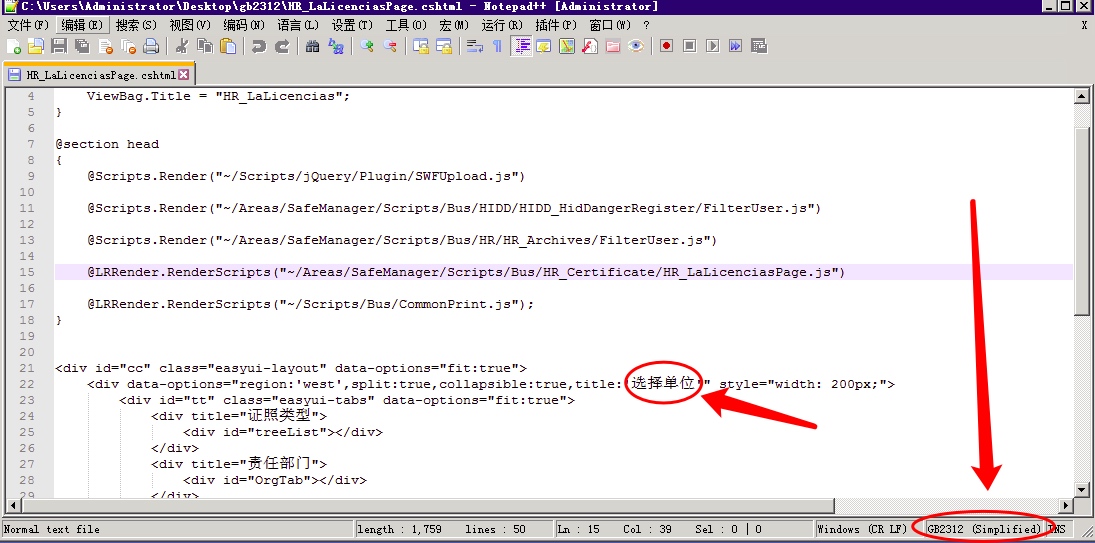 C:\Users\Administrator\Desktop\gb2312\HR_LaLicenciasPage.cshtml - Notepad++ [Administrator]
文件(F) 编辑(E) 搜索(S) 视图(V) 编码(N) 语言(L) 设置(T) 工具(O) 宏(M) 运行(R) 插件(P) 窗口(W) ? X
HR_LaLicenciasPage.cshtml
4 ViewBag.Title = "HR_LaLicencias";
5 }
6
7 @section head
8 {
9 @Scripts.Render("~/Scripts/jQuery/Plugin/SWFUpload.js")
10
11 @Scripts.Render("~/Areas/SafeManager/Scripts/Bus/HIDD/HIDD_HidDangerRegister/FilterUser.js")
12
13 @Scripts.Render("~/Areas/SafeManager/Scripts/Bus/HR/HR_Archives/FilterUser.js")
14
15 @LRRender.RenderScripts("~/Areas/SafeManager/Scripts/Bus/HR_Certificate/HR_LaLicenciasPage.js")
16
17 @LRRender.RenderScripts("~/Scripts/Bus/CommonPrint.js");
18 }
19
20
21 <div id="cc" class="easyui-layout" data-options="fit:true">
22 <div data-options="region:'west',split:true,collapsible:true,title:'选择单位'" style="width: 200px;">
23 <div id="tt" class="easyui-tabs" data-options="fit:true">
24 <div title="证照类型">
25 <div id="treeList"></div>
26 </div>
27 <div title="责任部门">
28 <div id="OrgTab"></div>
29 </div>
Normal text file length : 1,759 lines : 50 Ln : 15 Col : 39 Sel : 0 | 0 Windows (CR LF) GB2312 (Simplified) INS